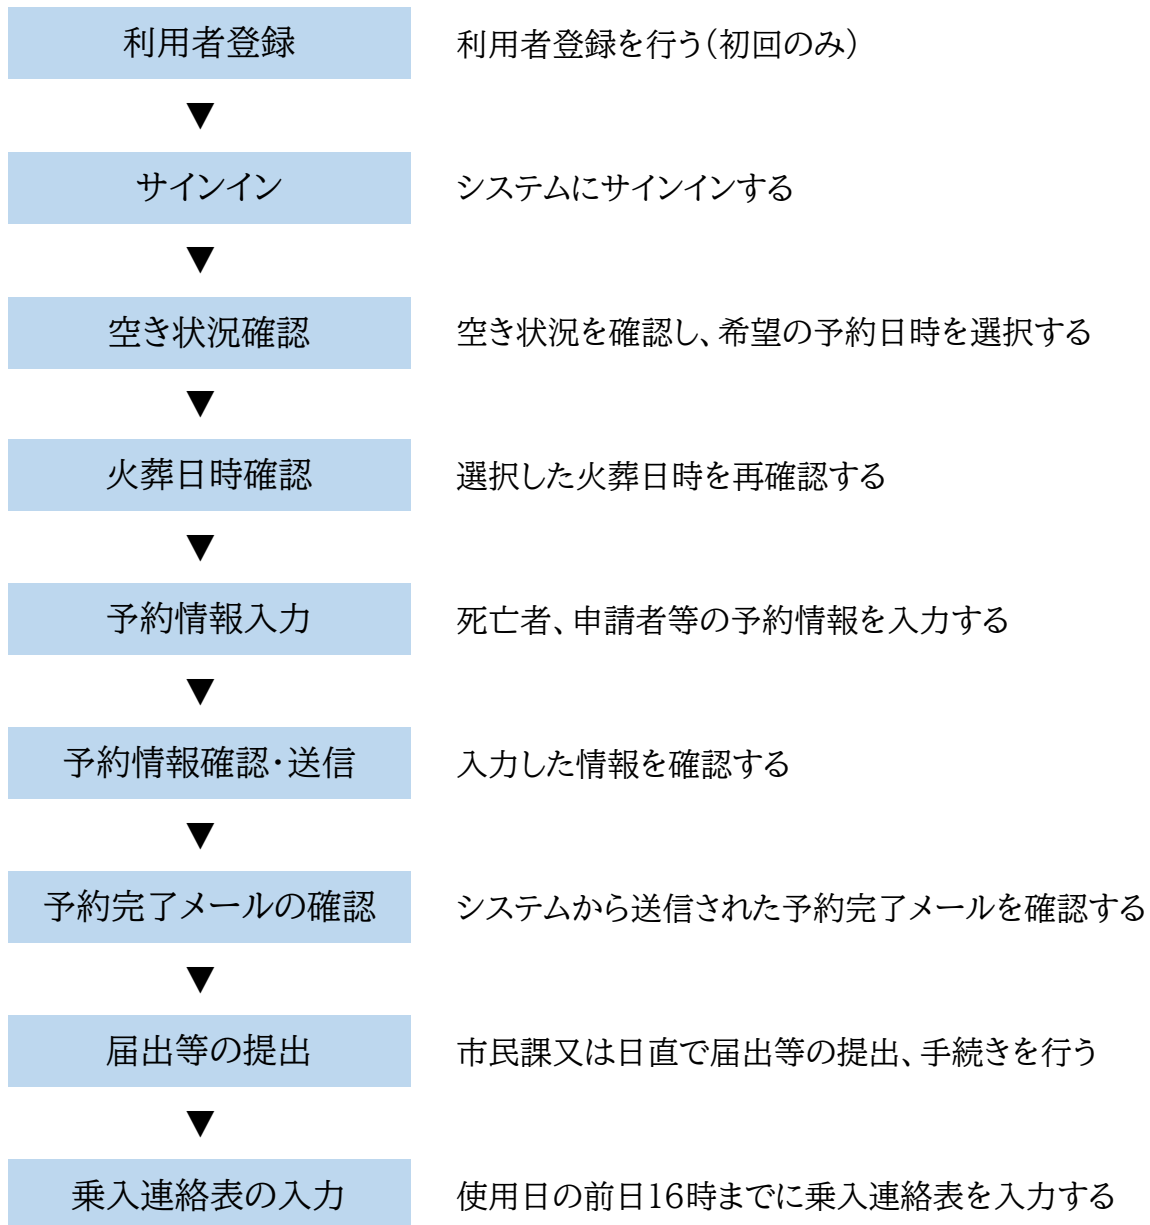 利用者登録
利用者登録を行う（初回のみ）
▼
サインイン
システムにサインインする
▼
空き状況確認
空き状況を確認し、希望の予約日時を選択する
▼
火葬日時確認
選択した火葬日時を再確認する
▼
予約情報入力
死亡者、申請者等の予約情報を入力する
▼
予約情報確認・送信
入力した情報を確認する
▼
予約完了メールの確認
システムから送信された予約完了メールを確認する
▼
届出等の提出
市民課又は日直で届出等の提出、手続きを行う
▼
乗入連絡表の入力
使用日の前日16時までに乗入連絡表を入力する